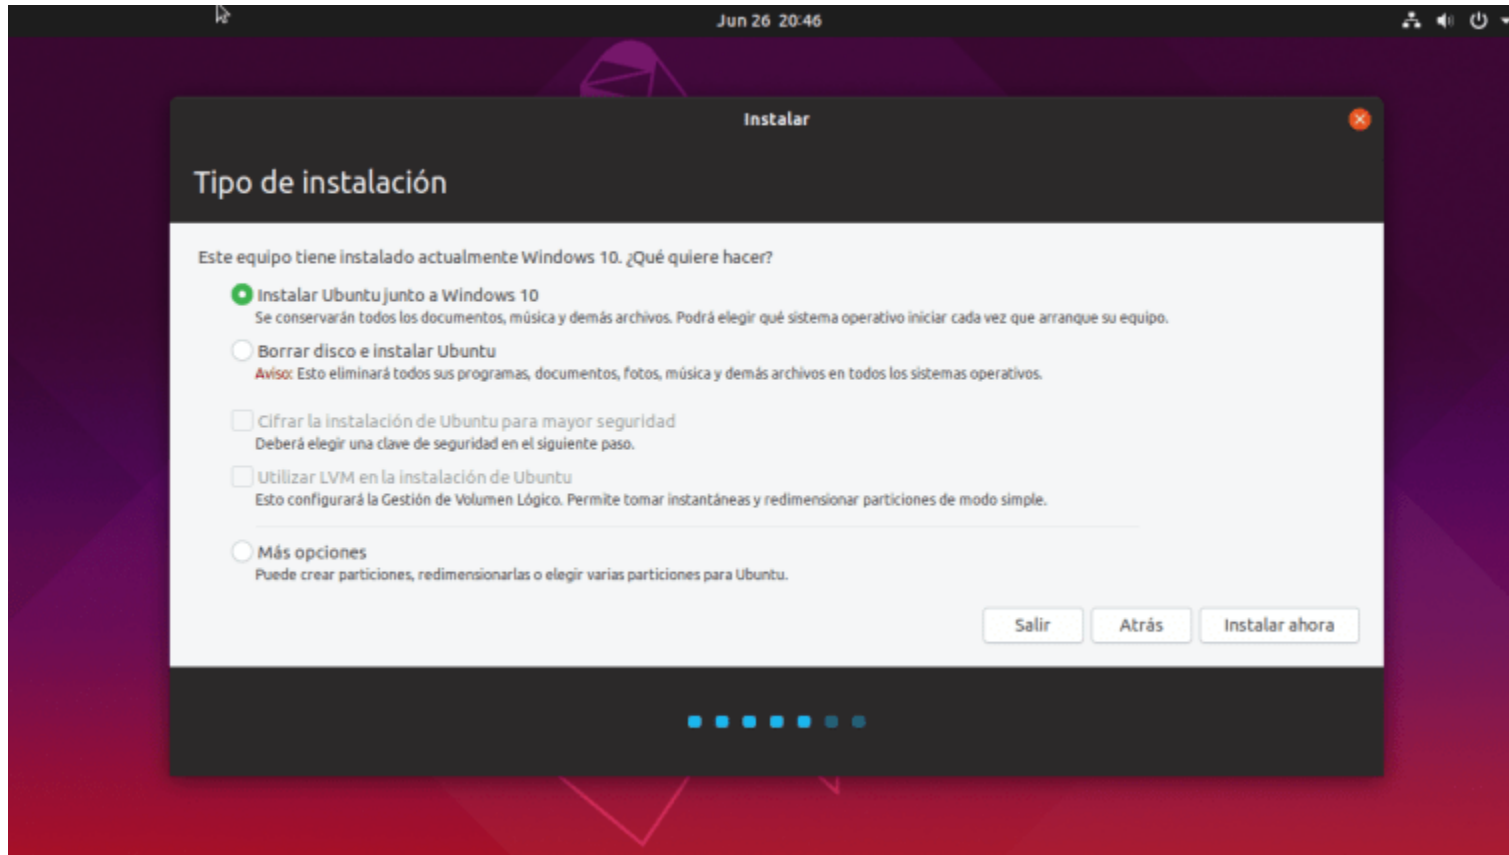 Jun 26 20:46
Instalar
Tipo de instalación
Este equipo tiene instalado actualmente Windows 10. ¿Qué quiere hacer?
Instalar Ubuntu junto a Windows 10
Se conservarán todos los documentos, música y demás archivos. Podrá elegir qué sistema operativo iniciar cada vez que arranque su equipo.
Borrar disco e instalar Ubuntu
Aviso: Esto eliminará todos sus programas, documentos, fotos, música y demás archivos en todos los sistemas operativos.
Cifrar la instalación de Ubuntu para mayor seguridad
Deberá elegir una clave de seguridad en el siguiente paso.
Utilizar LVM en la instalación de Ubuntu
Esto configurará la Gestión de Volumen Lógico. Permite tomar instantáneas y redimensionar particiones de modo simple.
Más opciones
Puede crear particiones, redimensionarlas o elegir varias particiones para Ubuntu.
Salir Atrás Instalar ahora